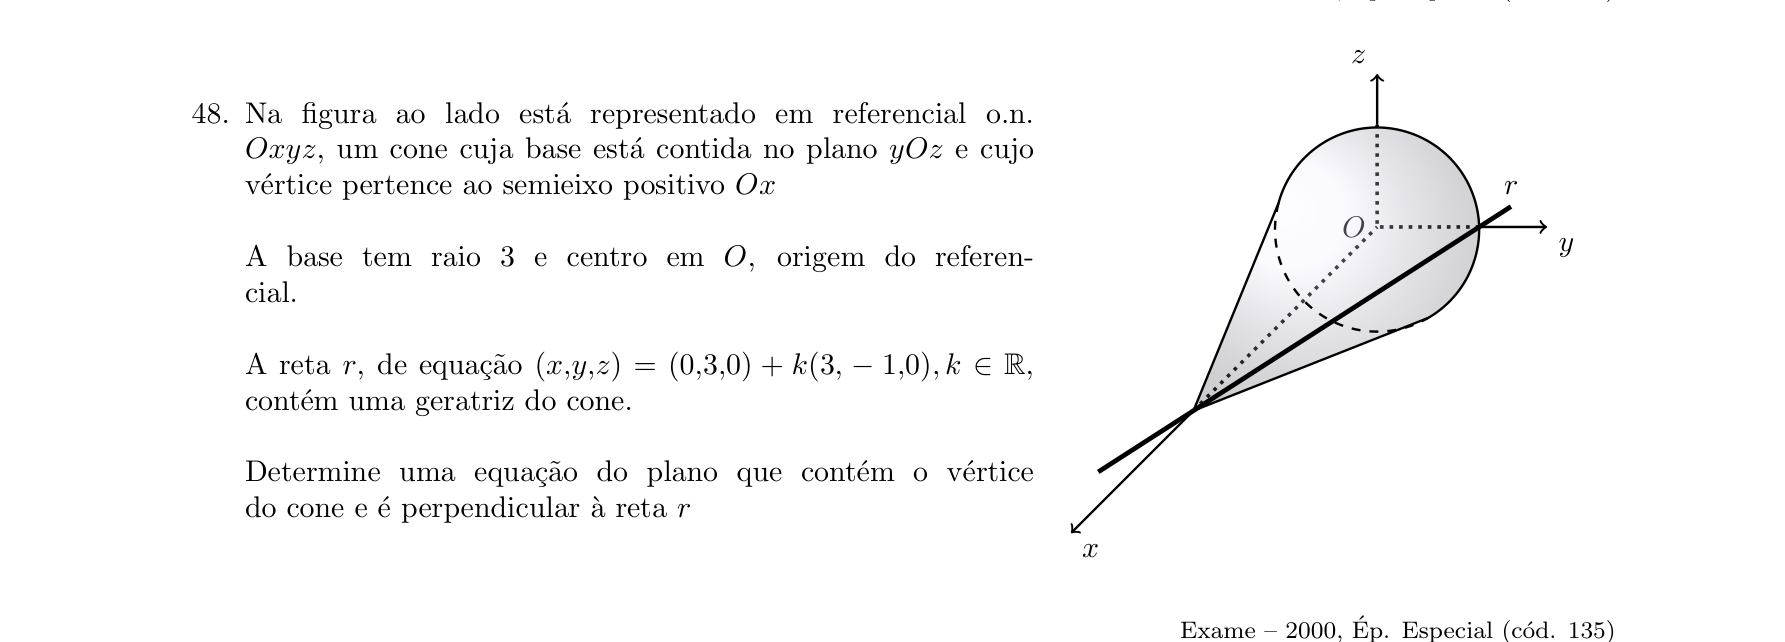 48. Na figura ao lado está representado em referencial o.n.
Oxyz, um cone cuja base está contida no plano yOz e cujo
vértice pertence ao semieixo positivo Ox
A base tem raio 3 e centro em O, origem do referen-
cial.
A reta r, de equação (x,y,z) = (0,3,0) + k(3, − 1,0), k ∈ ℝ,
contém uma geratriz do cone.
Determine uma equação do plano que contém o vértice
do cone e é perpendicular à reta r
z
r
O
y
x
Exame – 2000, Ép. Especial (cód. 135)